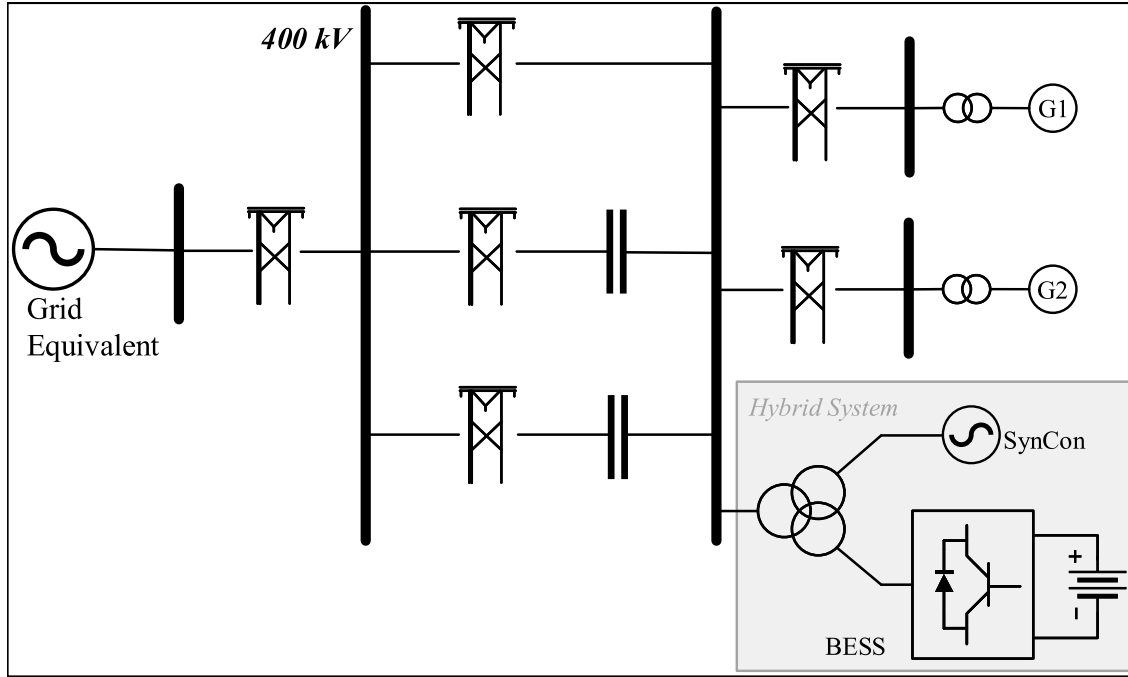 400 kV
G1
Grid
Equivalent
G2
Hybrid System
SynCon
+
-
BESS